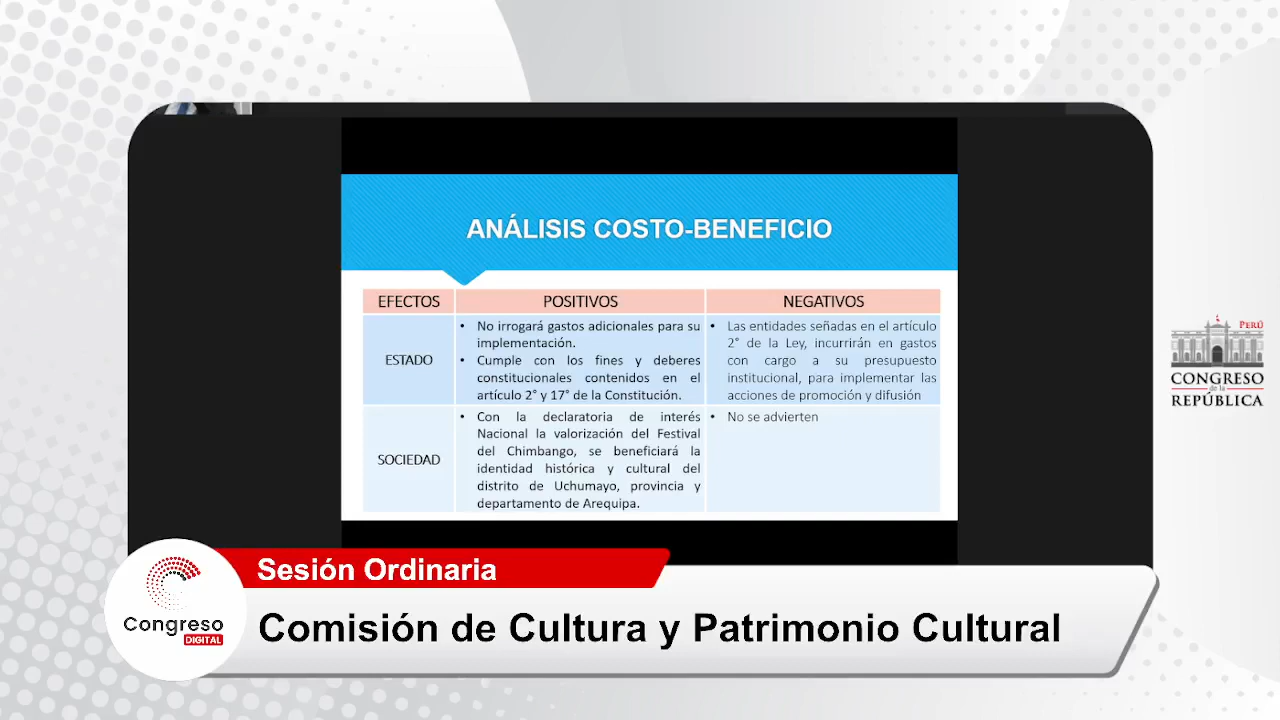 ANÁLISIS COSTO-BENEFICIO
EFECTOS
POSITIVOS
NEGATIVOS
ESTADO
• No irrogará gastos adicionales para su
implementación.
• Cumple con los fines y deberes
constitucionales contenidos en el
artículo 2° y 17° de la Constitución.
• Las entidades señadas en el artículo
2° de la Ley, incurrirán en gastos
con cargo a su presupuesto
institucional, para implementar las
acciones de promoción y difusión
SOCIEDAD
• Con la declaratoria de interés
Nacional la valorización del Festival
del Chimbango, se beneficiará la
identidad histórica y cultural del
distrito de Uchumayo, provincia y
departamento de Arequipa.
• No se advierten
PERÚ
CONGRESO
de la
REPÚBLICA
Sesión Ordinaria
Congreso
DIGITAL
Comisión de Cultura y Patrimonio Cultural